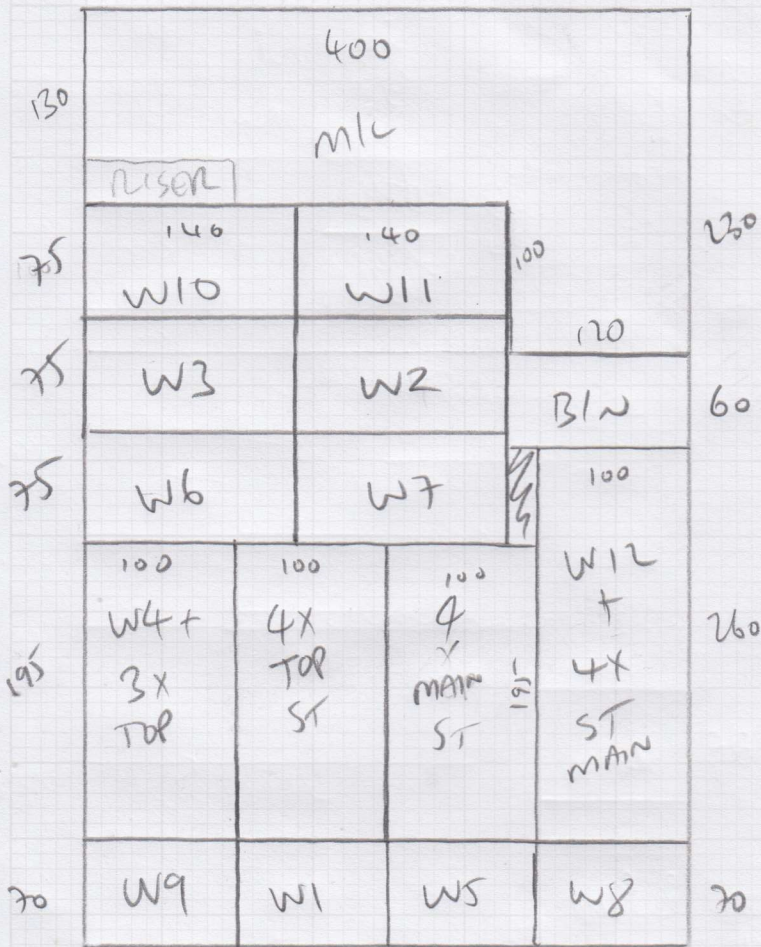 400
130
M/C
RISER
140 140
75 100 230
W10 W11
120
75 W3 W2
B/N 60
100
75 W6 W7
W12
100 100 100
+
W4 + 4X 4
260
X
4X
195 3X TOP MAIN 195
ST
TOP ST ST
MAIN
70 W9 W1 W5 W8 70